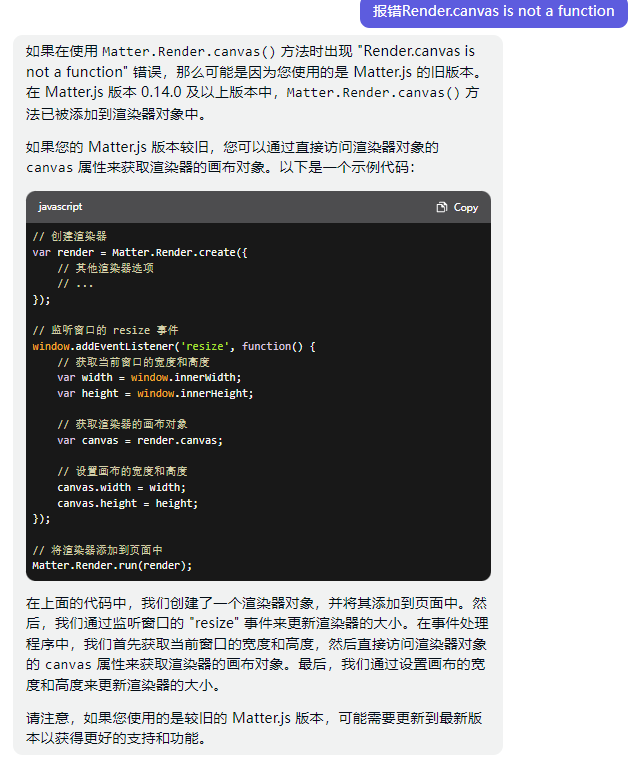 报错Render.canvas is not a function
如果在使用 Matter.Render.canvas() 方法时出现 "Render.canvas is
not a function" 错误，那么可能是因为您使用的是 Matter.js 的旧版本。
在 Matter.js 版本 0.14.0 及以上版本中，Matter.Render.canvas() 方
法已被添加到渲染器对象中。
如果您的 Matter.js 版本较旧，您可以通过直接访问渲染器对象的
canvas 属性来获取渲染器的画布对象。以下是一个示例代码：
javascript Copy
// 创建渲染器
var render = Matter.Render.create({
// 其他渲染器选项
// ...
});
// 监听窗口的 resize 事件
window.addEventListener('resize', function() {
// 获取当前窗口的宽度和高度
var width = window.innerWidth;
var height = window.innerHeight;
// 获取渲染器的画布对象
var canvas = render.canvas;
// 设置画布的宽度和高度
canvas.width = width;
canvas.height = height;
});
// 将渲染器添加到页面中
Matter.Render.run(render);
在上面的代码中，我们创建了一个渲染器对象，并将其添加到页面中。然
后，我们通过监听窗口的 "resize" 事件来更新渲染器的大小。在事件处理
程序中，我们首先获取当前窗口的宽度和高度，然后直接访问渲染器对象
的 canvas 属性来获取渲染器的画布对象。最后，我们通过设置画布的宽
度和高度来更新渲染器的大小。
请注意，如果您使用的是较旧的 Matter.js 版本，可能需要更新到最新版
本以获得更好的支持和功能。